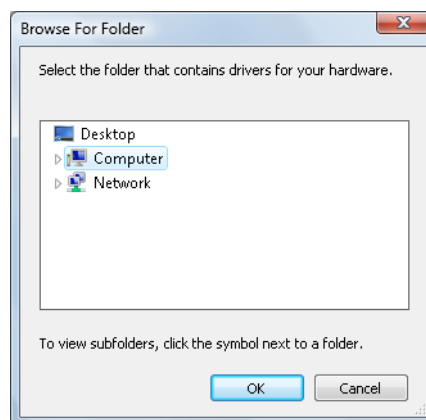 Browse For Folder
Select the folder that contains drivers for your hardware.
Desktop
Computer
Network
To view subfolders, click the symbol next to a folder.
OK Cancel